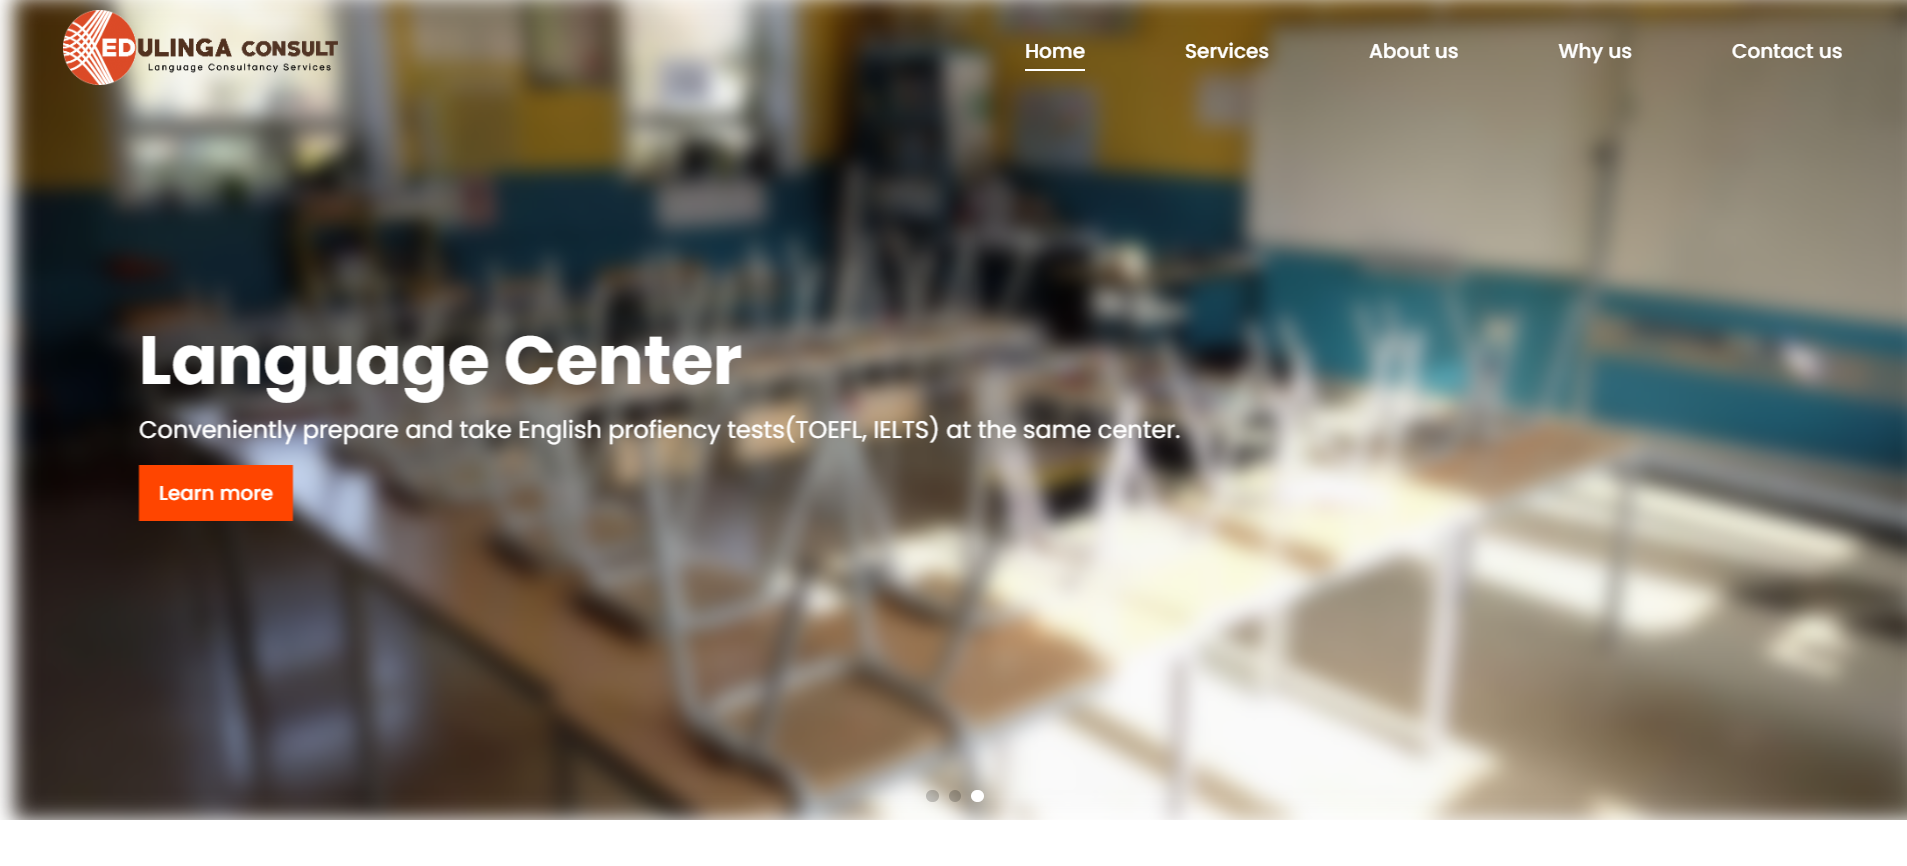 EDULINGA CONSULT
Language Consultancy Services
Home Services About us Why us Contact us
Language Center
Conveniently prepare and take English profiency tests(TOEFL, IELTS) at the same center.
Learn more